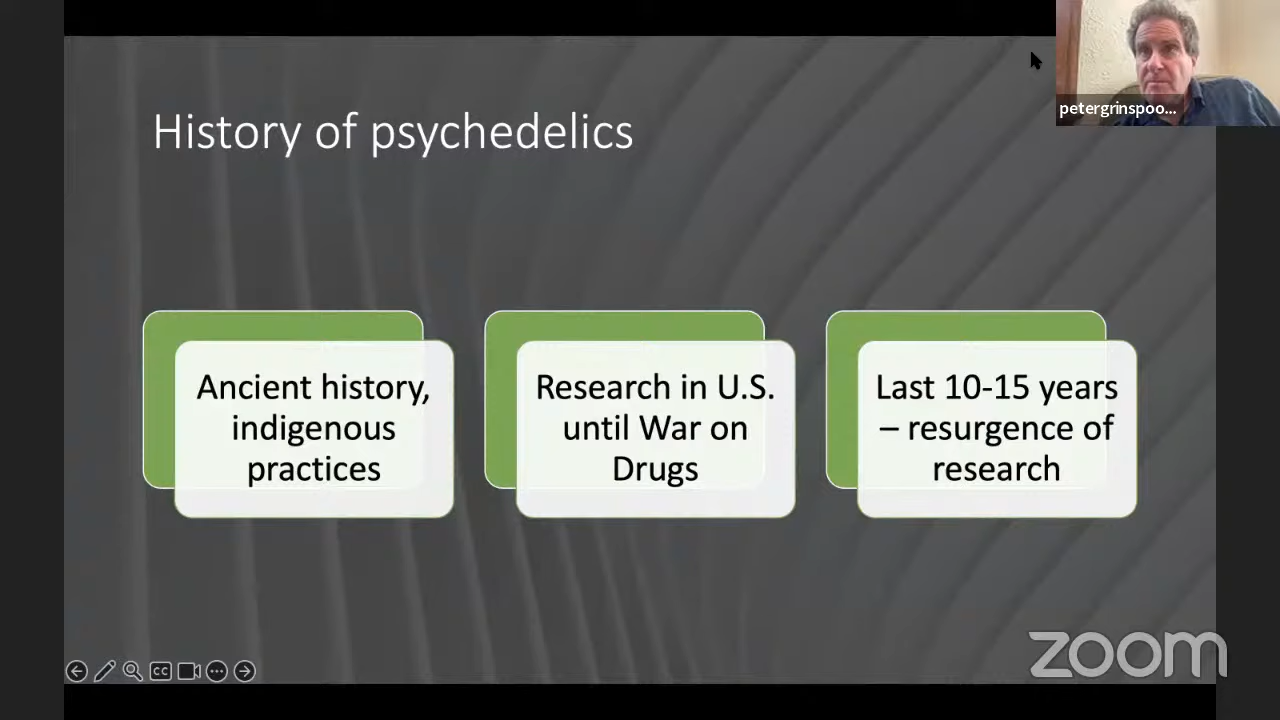 petergrinspoo...
History of psychedelics
Ancient history,
indigenous
practices
Research in U.S.
until War on
Drugs
Last 10-15 years
– resurgence of
research
CC
zoom